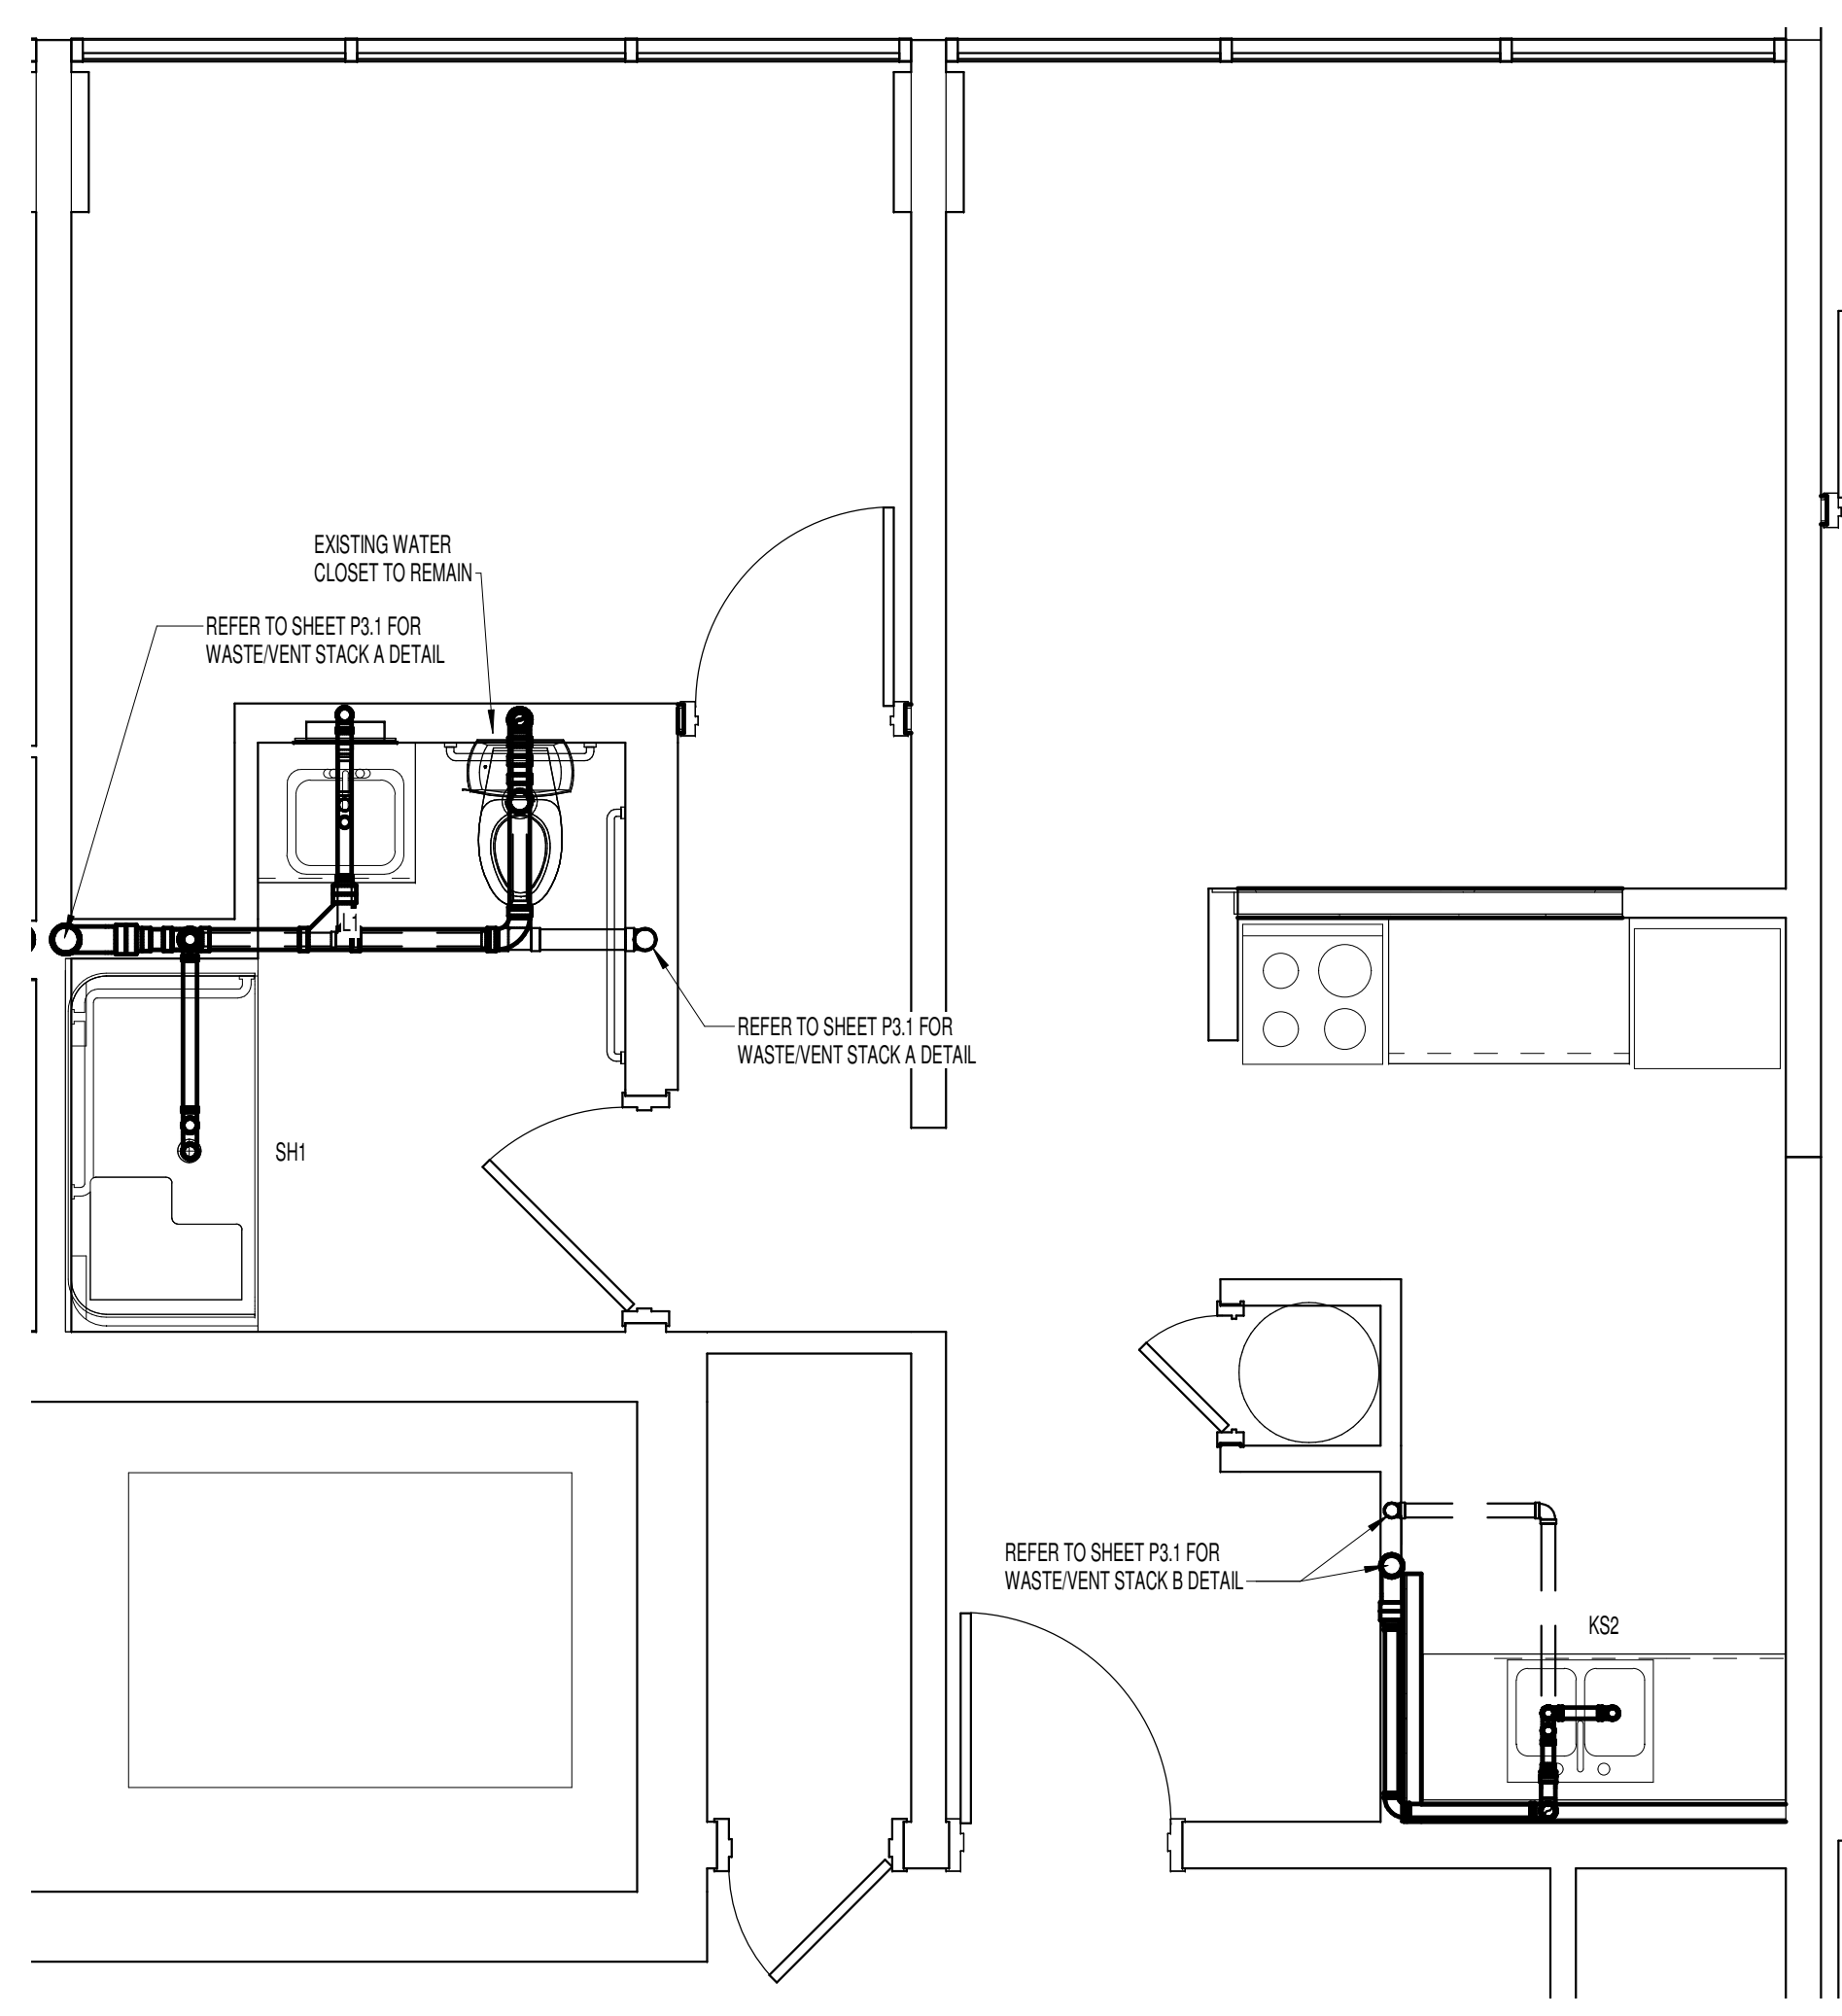 EXISTING WATER
CLOSET TO REMAIN
REFER TO SHEET P3.1 FOR
WASTE/VENT STACK A DETAIL
L1
REFER TO SHEET P3.1 FOR
WASTE/VENT STACK A DETAIL
SH1
REFER TO SHEET P3.1 FOR
WASTE/VENT STACK B DETAIL
KS2